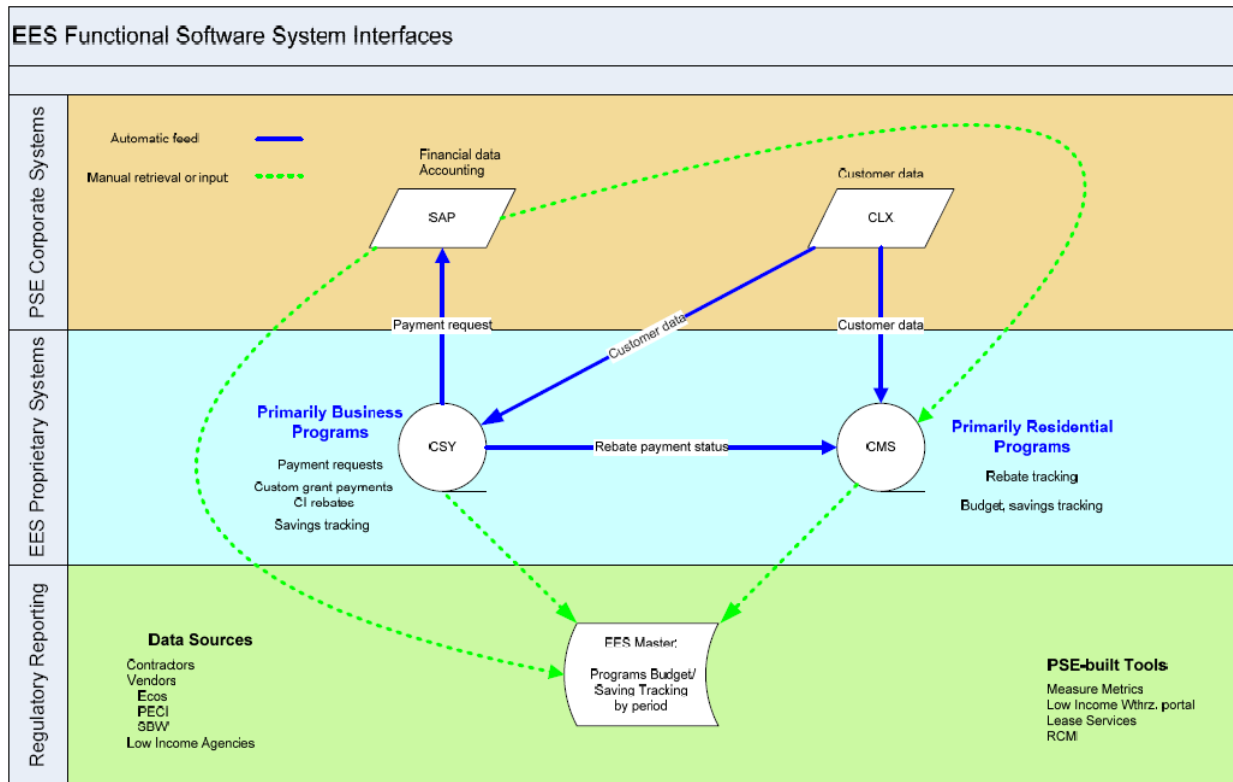 EES Functional Software System Interfaces
PSE Corporate Systems
Automatic feed
Manual retrieval or input
Financial data
Accounting
SAP
Customer data
CLX
Payment request
Customer data
Customer data
EES Proprietary Systems
Primarily Business
Programs
Payment requests
Custom grant payments
CI rebates
Savings tracking
CSY
Rebate payment status
CMS
Primarily Residential
Programs
Rebate tracking
Budget, savings tracking
Regulatory Reporting
Data Sources
Contractors
Vendors
Ecos
PECI
SBW
Low Income Agencies
EES Master:
Programs Budget/
Saving Tracking
by period
PSE-built Tools
Measure Metrics
Low Income Wthrz. portal
Lease Services
RCM